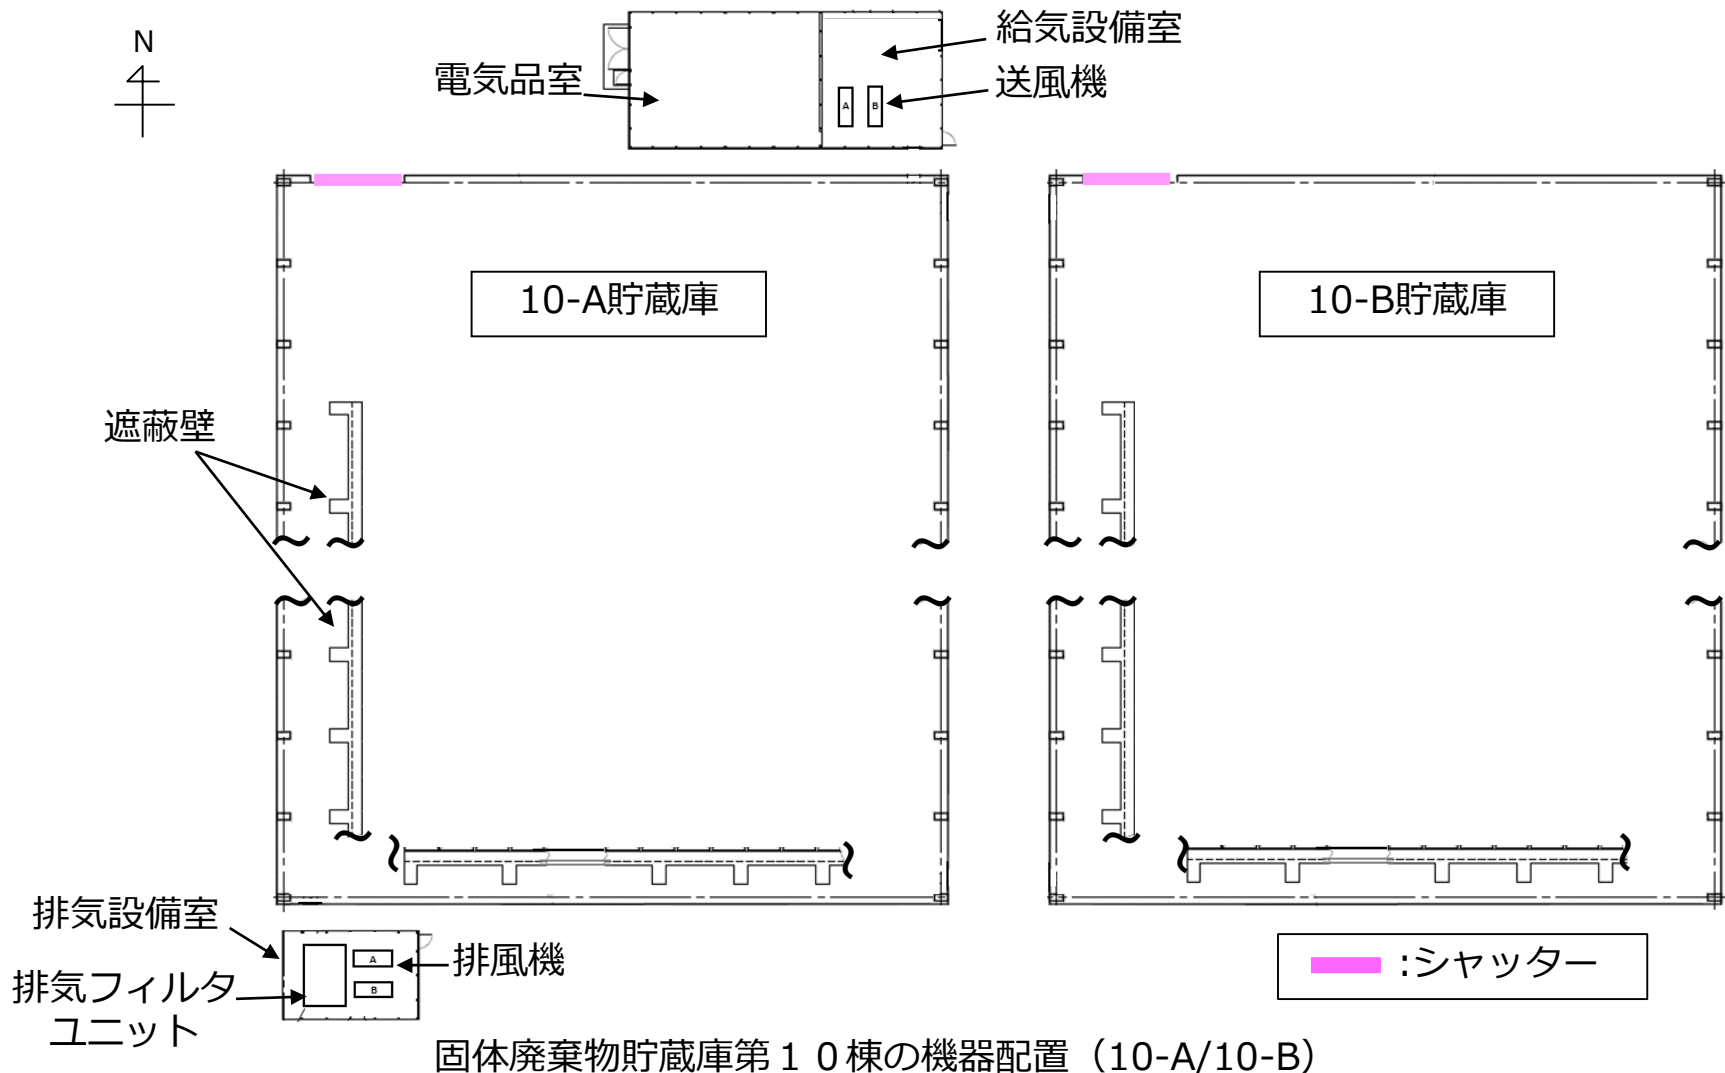 N
給気設備室
電気品室
送風機
A
B
10-A貯蔵庫
10-B貯蔵庫
遮蔽壁
排気設備室
A
B
排風機
排気フィルタ
ユニット
:シャッター
固体廃棄物貯蔵庫第１０棟の機器配置（10-A/10-B）